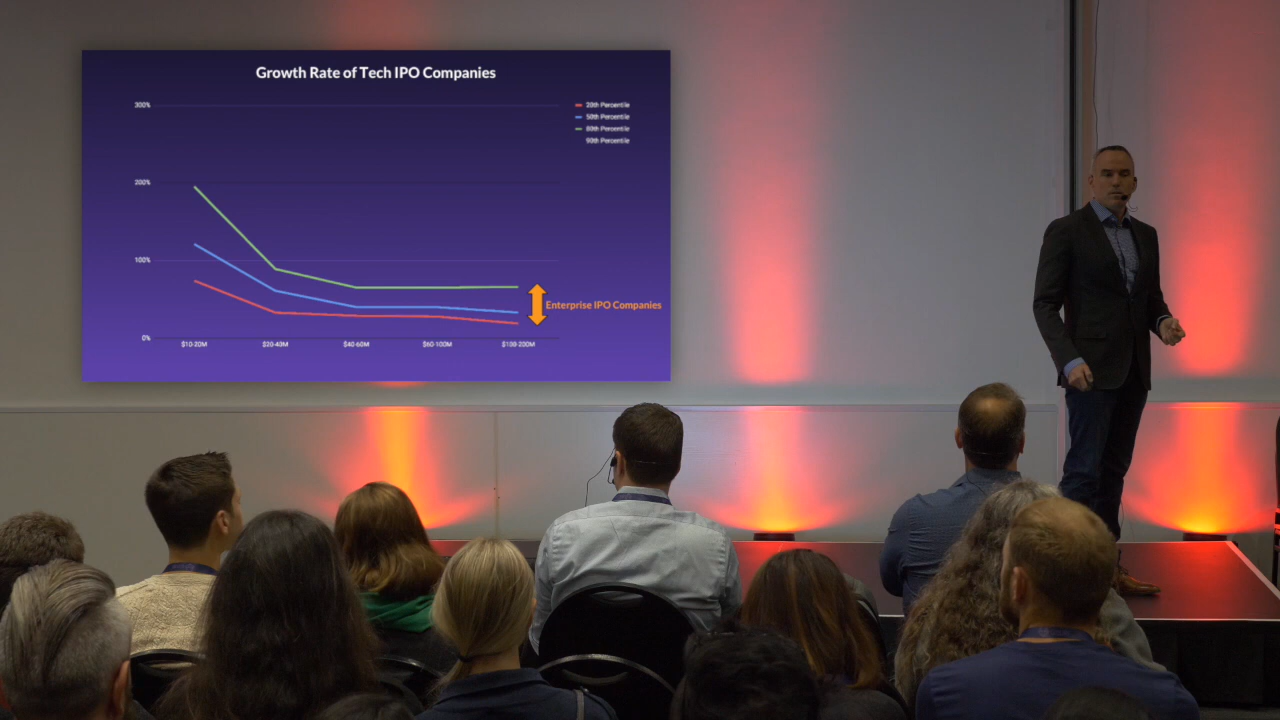 Growth Rate of Tech IPO Companies
300%
20th Percentile
50th Percentile
80th Percentile
90th Percentile
200%
100%
Enterprise IPO Companies
0%
$10-20M
$20-40M
$40-60M
$60-100M
$100-200M